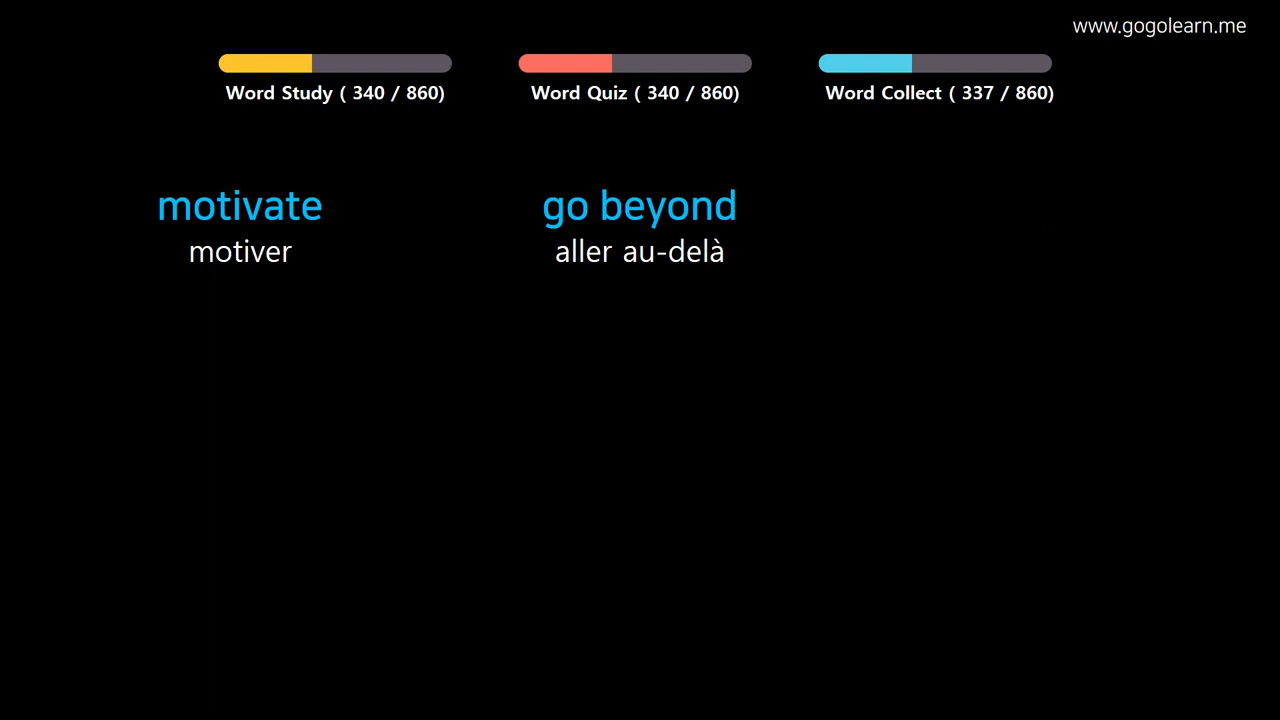 www.gogolearn.me
Word Study ( 340 / 860)
Word Quiz ( 340 / 860)
Word Collect ( 337 / 860)
motivate
motiver
go beyond
aller au-delà